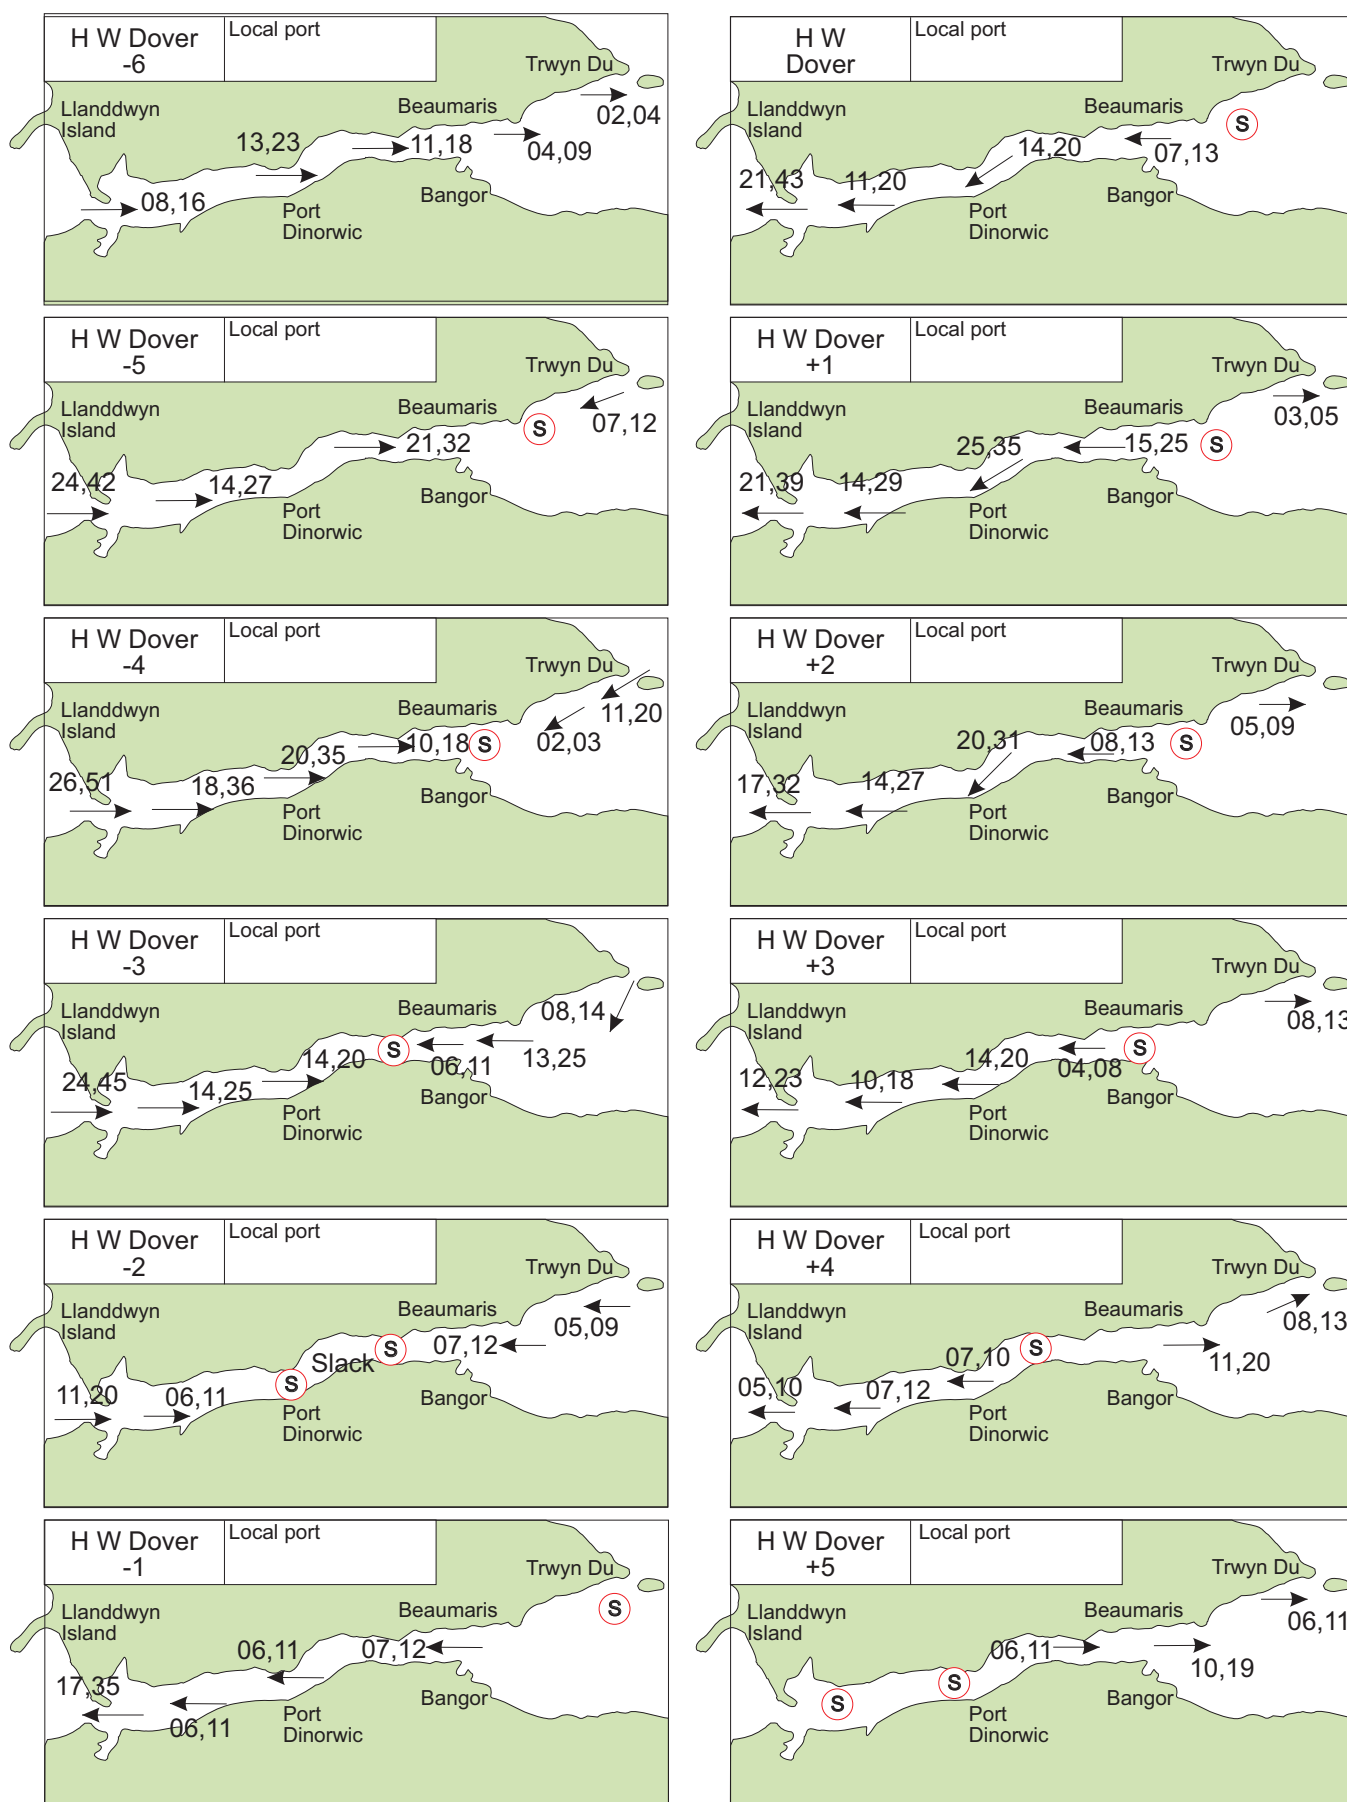 H W Dover
-6
Local port
Trwyn Du
Llanddwyn
Island
Beaumaris
02,04
13,23
11,18
04,09
08,16
Port
Dinorwic
Bangor
H W
Dover
Local port
Trwyn Du
Beaumaris
S
14,20
07,13
21,43
11,20
Port
Dinorwic
Bangor
H W Dover
-5
Local port
Trwyn Du
Llanddwyn
Island
Beaumaris
S
07,12
21,32
24,42
14,27
Port
Dinorwic
Bangor
H W Dover
+1
Local port
Trwyn Du
Llanddwyn
Island
Beaumaris
03,05
25,35
15,25
S
21,39
14,29
Port
Dinorwic
Bangor
H W Dover
-4
Local port
Trwyn Du
Llanddwyn
Island
Beaumaris
11,20
02,03
20,35
10,18
S
26,51
18,36
Port
Dinorwic
Bangor
H W Dover
+2
Local port
Trwyn Du
Llanddwyn
Island
Beaumaris
05,09
20,31
08,13
S
17,32
14,27
Port
Dinorwic
Bangor
H W Dover
-3
Local port
Trwyn Du
Llanddwyn
Island
Beaumaris
08,14
14,20
S
06,11
13,25
24,45
14,25
Port
Dinorwic
Bangor
H W Dover
+3
Local port
Trwyn Du
Llanddwyn
Island
Beaumaris
08,13
14,20
04,08
S
12,23
10,18
Port
Dinorwic
Bangor
H W Dover
-2
Local port
Trwyn Du
Llanddwyn
Island
Beaumaris
05,09
S
Slack
S
07,12
11,20
06,11
Port
Dinorwic
Bangor
H W Dover
+4
Local port
Trwyn Du
Llanddwyn
Island
Beaumaris
08,13
07,10
S
11,20
05,10
07,12
Port
Dinorwic
Bangor
H W Dover
-1
Local port
Trwyn Du
Llanddwyn
Island
Beaumaris
S
06,11
07,12
17,35
06,11
Port
Dinorwic
Bangor
H W Dover
+5
Local port
Trwyn Du
Llanddwyn
Island
Beaumaris
06,11
06,11
10,19
S
S
Port
Dinorwic
Bangor